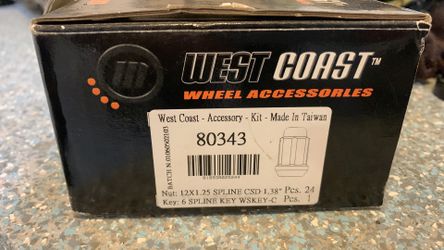 WEST COAST™
WHEEL ACCESSORIES
West Coast - Accessory - Kit - Made In Taiwan
80343
Nut: 12X1.25 SPLINE CSD 1.38" Pcs. 24
Key: 6 SPLINE KEY WSKEY-C Pcs. 1